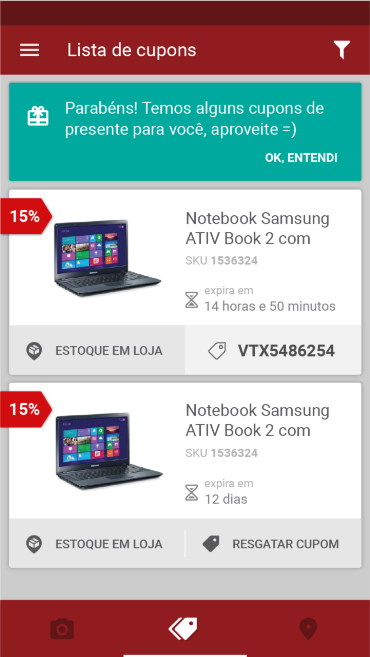 Lista de cupons
Parabéns! Temos alguns cupons de
presente para você, aproveite =)
OK, ENTENDI
15%
Notebook Samsung
ATIV Book 2 com
SKU 1536324
expira em
14 horas e 50 minutos
ESTOQUE EM LOJA
VTX5486254
15%
Notebook Samsung
ATIV Book 2 com
SKU 1536324
expira em
12 dias
ESTOQUE EM LOJA
RESGATAR CUPOM